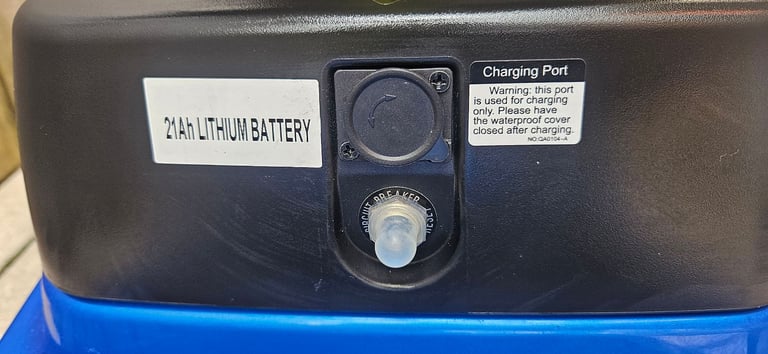 21Ah LITHIUM BATTERY
Charging Port
Warning: this port
is used for charging
only. Please have
the waterproof cover
closed after charging.
NO:QA0104-A
CIRCUIT BREAKER